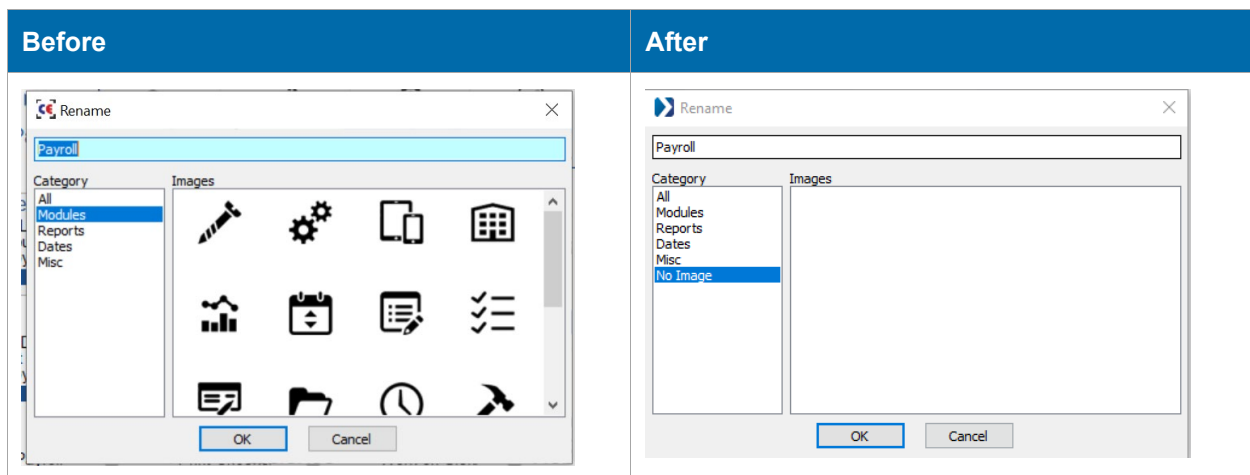 Before
After
Rename
Payroll
Category
Images
All
Modules
Reports
Dates
Misc
OK
Cancel
Rename
Payroll
Category
Images
All
Modules
Reports
Dates
Misc
No Image
OK
Cancel